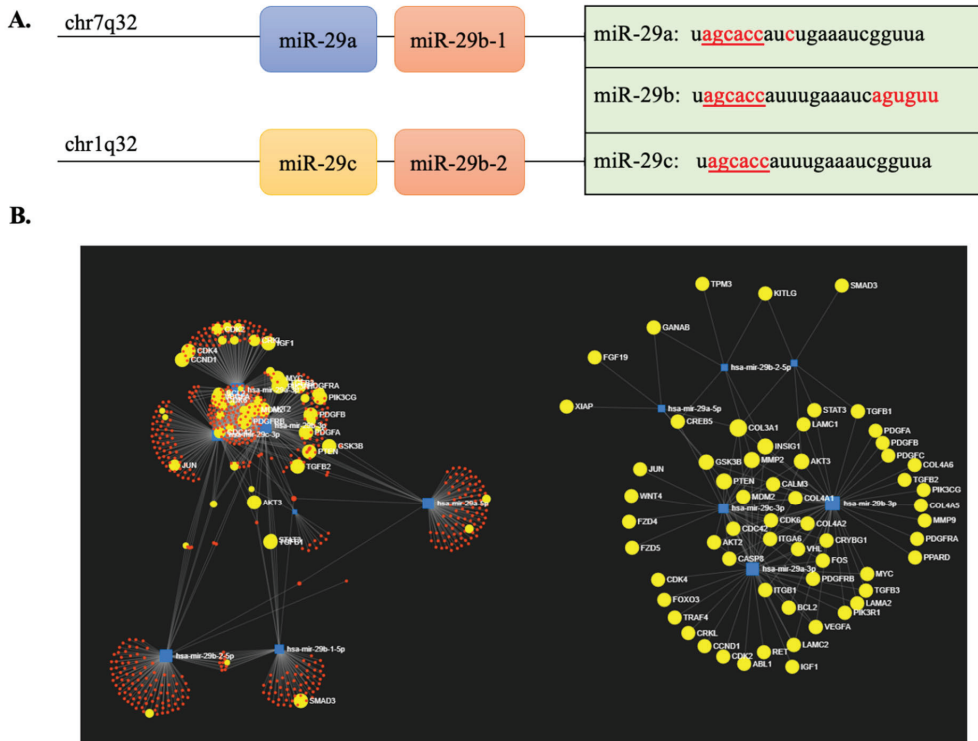 A.
chr7q32
miR-29a
miR-29b-1
miR-29a: uagcaccaucugaaaucgguua
miR-29b: uagcaccauuugaaaucaguguu
chr1q32
miR-29c
miR-29b-2
miR-29c: uagcaccauuugaaaucgguua
B.
CDK4
CCND1
IGF1
MYC
PIK3CG
PDGFB
PDGFA
PTEN
GSK3B
TGFB2
JUN
hsa-mir-29c-3p
AKT3
hsa-mir-29b-2-5p
hsa-mir-29b-1-5p
SMAD3
TPM3
KITLG
SMAD3
GANAB
FGF19
hsa-mir-29b-2-5p
hsa-mir-29a-5p
XIAP
CREB5
COL3A1
STAT3
TGFB1
LAMC1
PDGFA
INSIG1
PDGFB
GSK3B
MMP2
AKT3
PDGFC
COL4A6
JUN
PTEN
CALM3
TGFB2
PIK3CG
WNT4
MDM2
COL4A1
hsa-mir-29b-3p
COL4A5
hsa-mir-29c-3p
MMP9
FZD4
CDC42
CDK6
COL4A2
PDGFRA
FZD5
AKT2
ITGA6
CRYBG1
VHL
PPARD
CASP8
FOS
hsa-mir-29a-3p
CDK4
PDGFRB
MYC
ITGB1
TGFB3
FOXO3
LAMA2
BCL2
PIK3R1
TRAF4
VEGFA
CRKL
CCND1
LAMC2
CDK2
RET
ABL1
IGF1